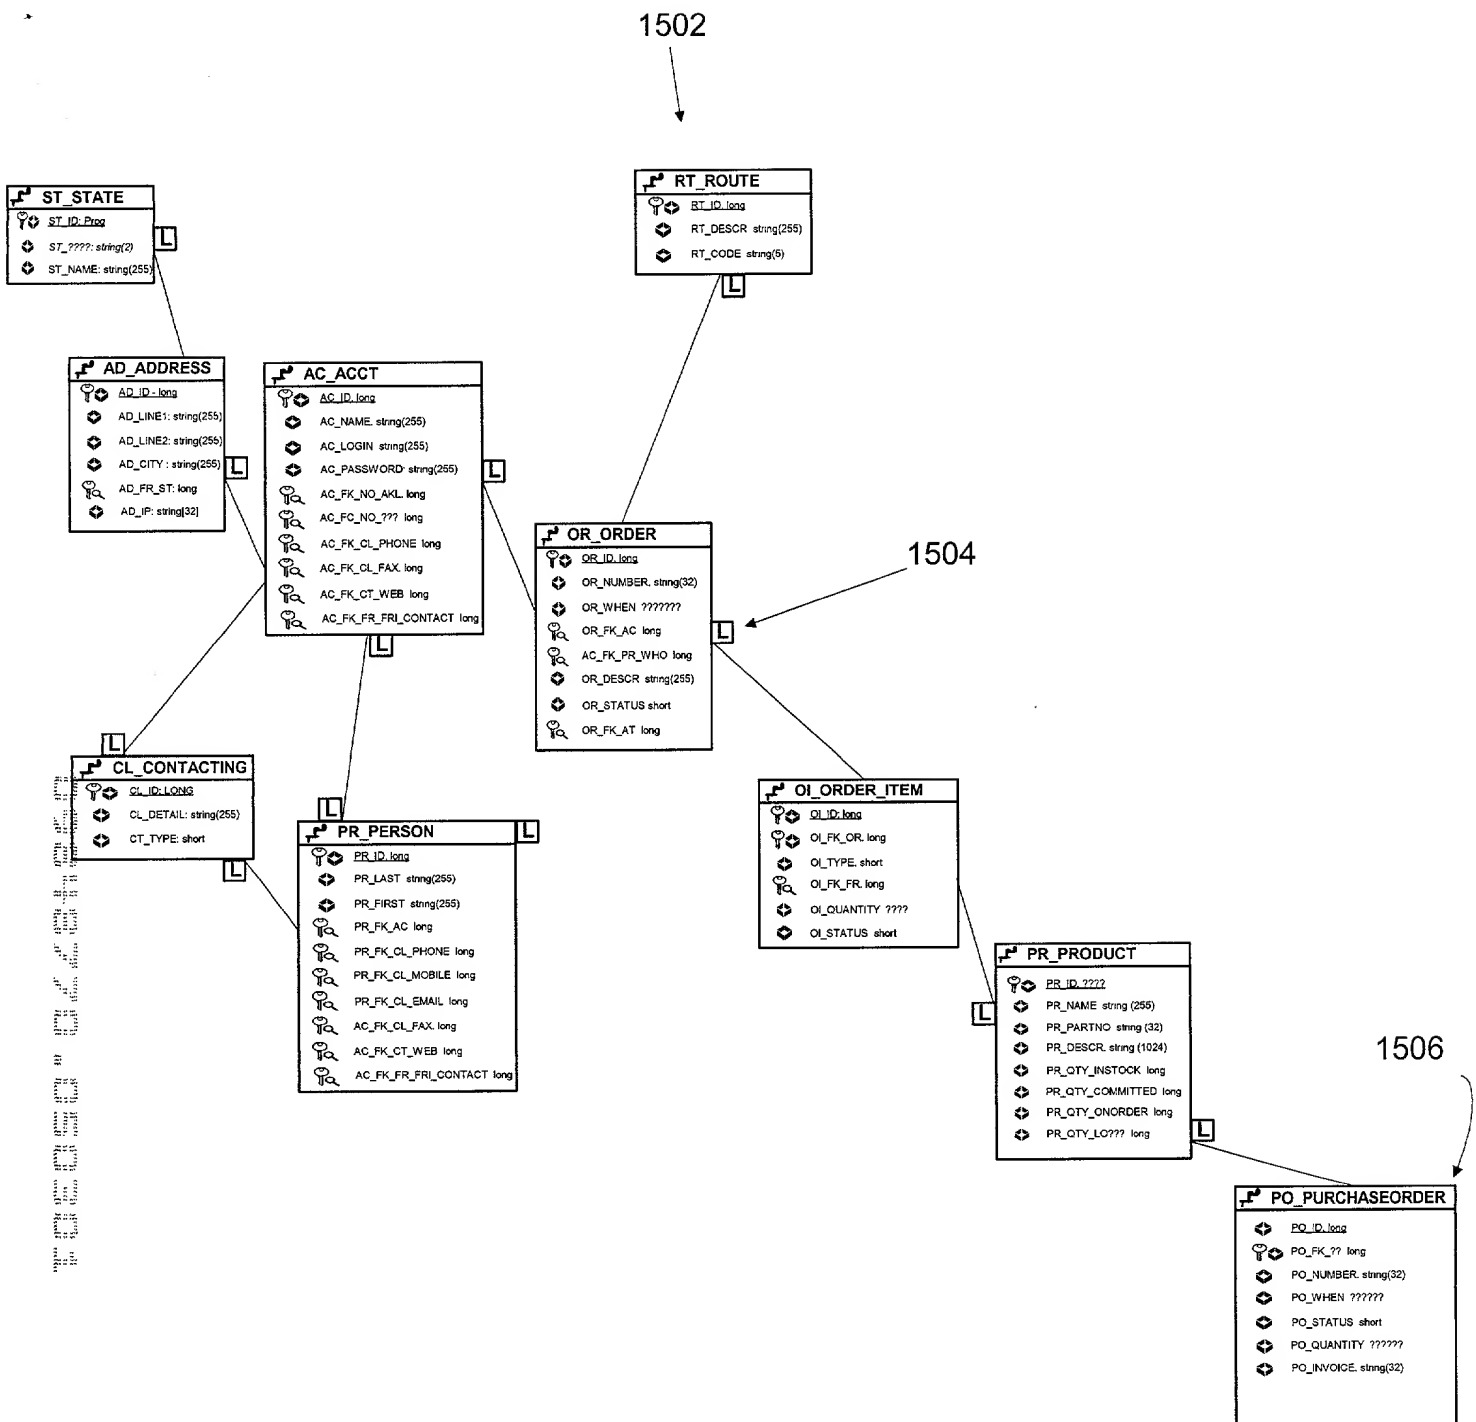 1502
ST_STATE
ST_ID: Prog
ST_????: string(2)
ST_NAME: string(255)
L
RT_ROUTE
RT_ID. long
RT_DESCR string(255)
RT_CODE string(5)
L
AD_ADDRESS
AD_ID - long
AD_LINE1: string(255)
AD_LINE2: string(255)
AD_CITY : string(255)
AD_FR_ST: long
AD_IP: string[32]
L
AC_ACCT
AC_ID. long
AC_NAME. string(255)
AC_LOGIN string(255)
AC_PASSWORD string(255)
AC_FK_NO_AKL. long
AC_FC_NO_??? long
AC_FK_CL_PHONE long
AC_FK_CL_FAX. long
AC_FK_CT_WEB long
AC_FK_FR_FRI_CONTACT long
L
L
OR_ORDER
OR_ID. long
OR_NUMBER. string(32)
OR_WHEN ???????
OR_FK_AC long
AC_FK_PR_WHO long
OR_DESCR string(255)
OR_STATUS short
OR_FK_AT long
L
1504
L
CL_CONTACTING
CL_ID: LONG
CL_DETAIL: string(255)
CT_TYPE: short
L
L
PR_PERSON
L
PR_ID. long
PR_LAST string(255)
PR_FIRST string(255)
PR_FK_AC long
PR_FK_CL_PHONE long
PR_FK_CL_MOBILE long
PR_FK_CL_EMAIL long
AC_FK_CL_FAX. long
AC_FK_CT_WEB long
AC_FK_FR_FRI_CONTACT long
OI_ORDER_ITEM
OI_ID: long
OI_FK_OR. long
OI_TYPE. short
OI_FK_FR. long
OI_QUANTITY ????
OI_STATUS short
L
PR_PRODUCT
PR_ID. ????
PR_NAME string (255)
PR_PARTNO string (32)
PR_DESCR. string (1024)
PR_QTY_INSTOCK long
PR_QTY_COMMITTED long
PR_QTY_ONORDER long
PR_QTY_LO??? long
L
1506
PO_PURCHASEORDER
PO_ID. long
PO_FK_?? long
PO_NUMBER. string(32)
PO_WHEN ??????
PO_STATUS short
PO_QUANTITY ??????
PO_INVOICE. string(32)